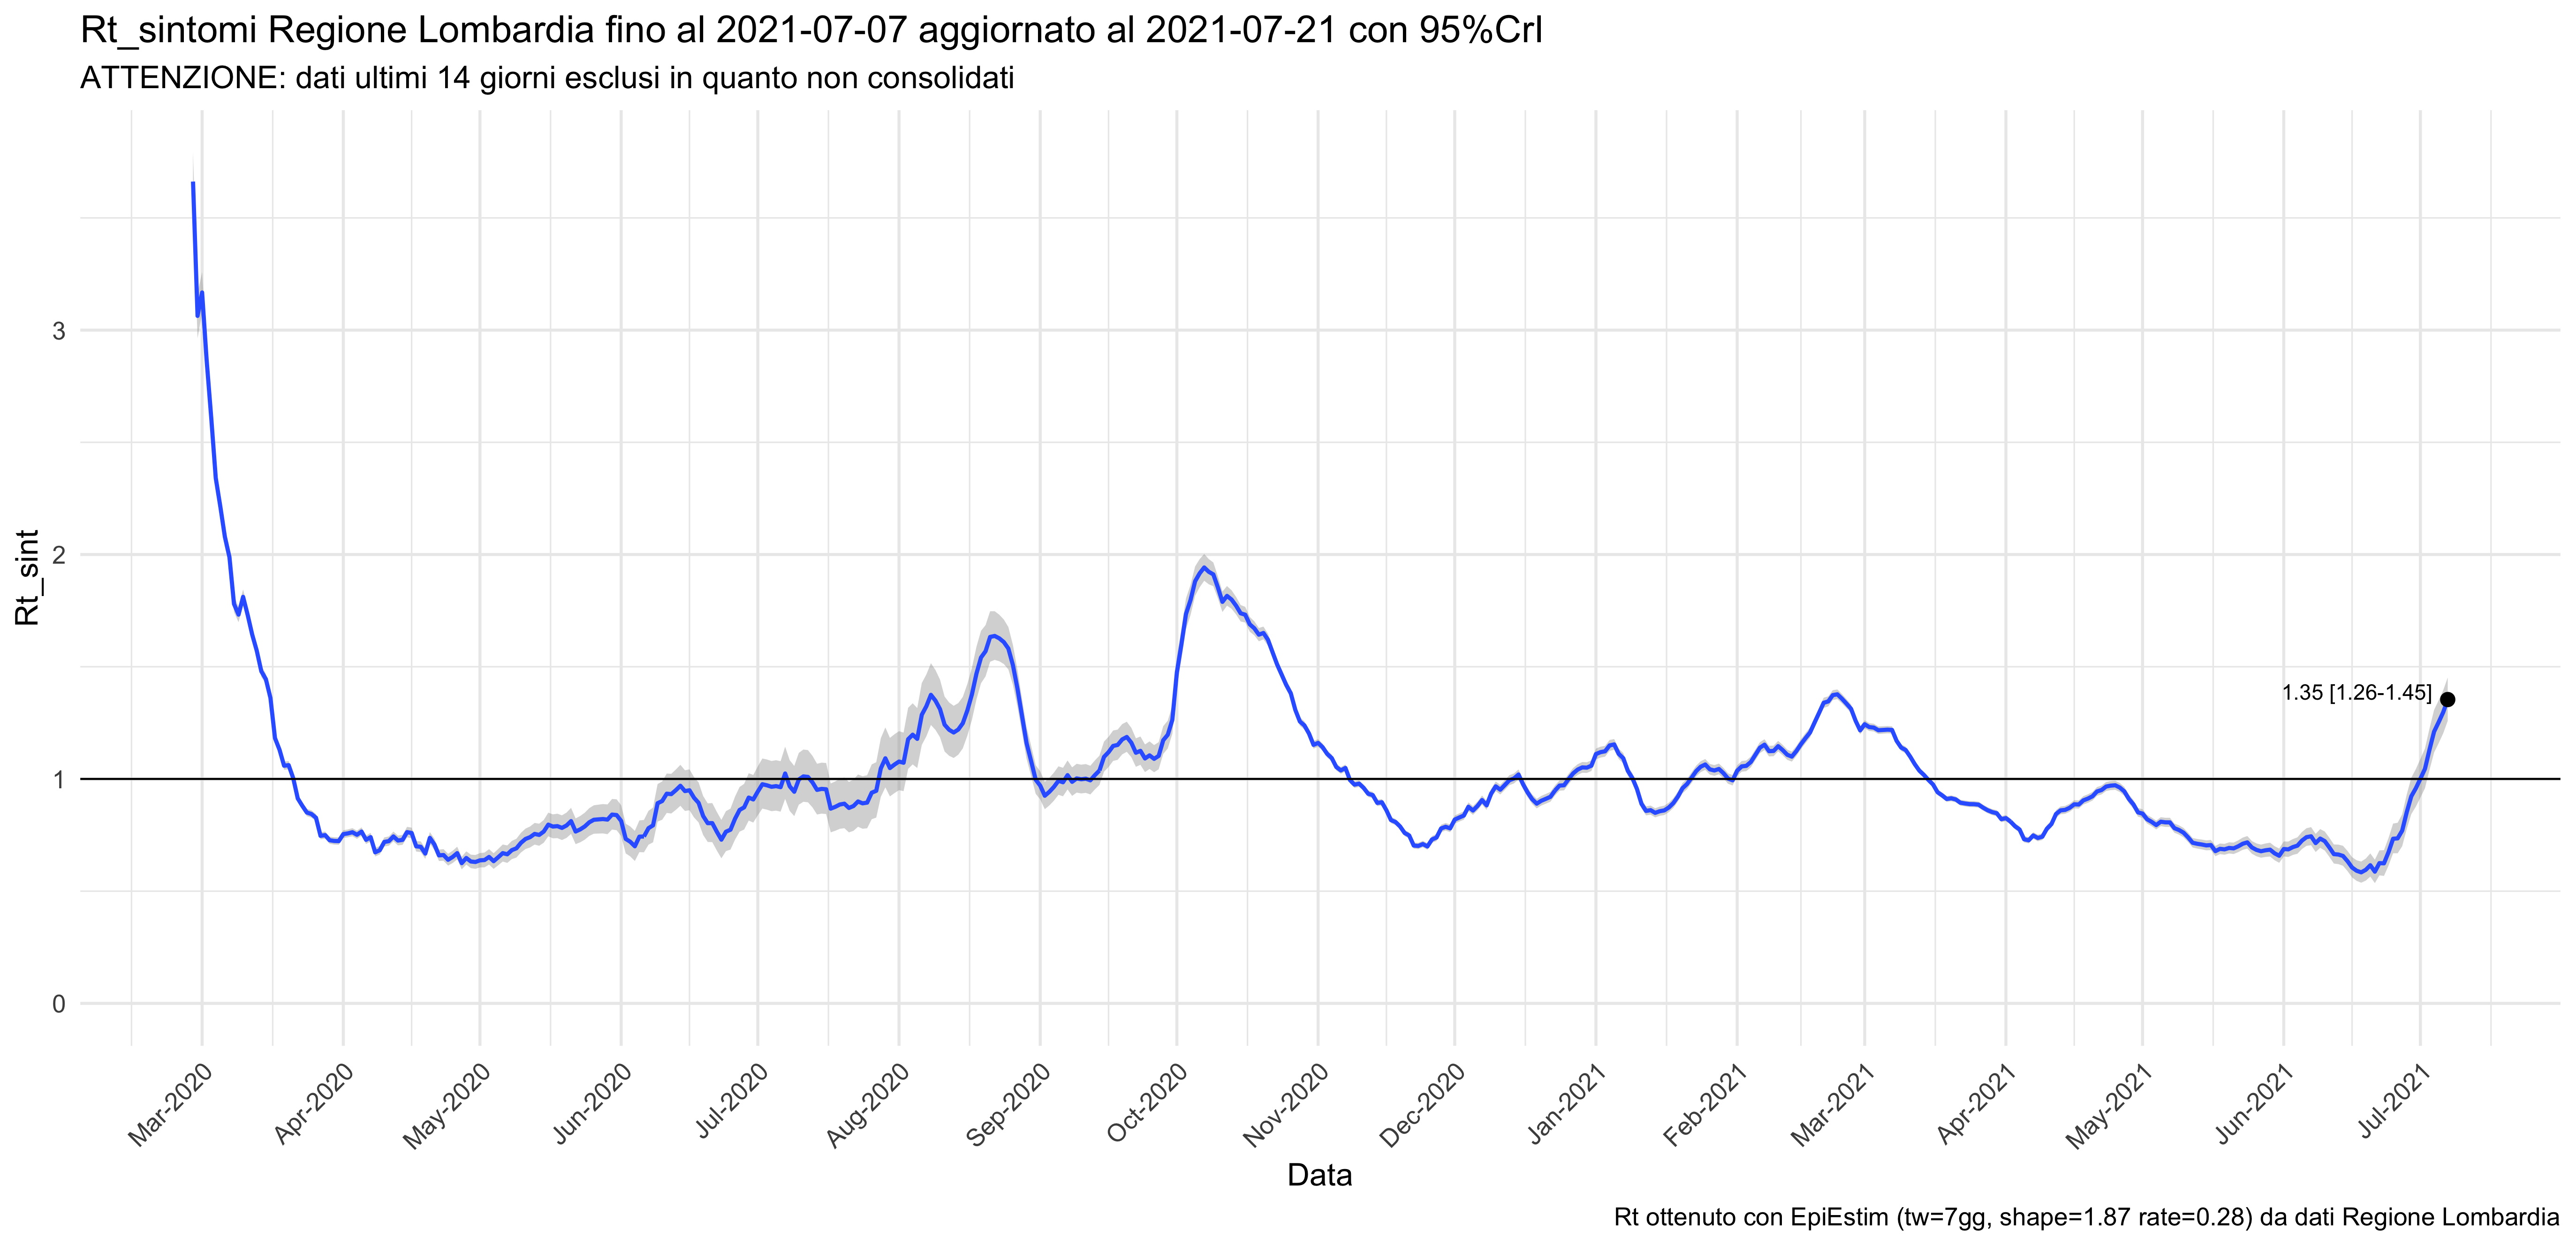 Rt_sintomi Regione Lombardia fino al 2021-07-07 aggiornato al 2021-07-21 con 95%CrI
ATTENZIONE: dati ultimi 14 giorni esclusi in quanto non consolidati
Rt_sint
3
2
1
0
1.35 [1.26-1.45]
Mar-2020
Apr-2020
May-2020
Jun-2020
Jul-2020
Aug-2020
Sep-2020
Oct-2020
Nov-2020
Dec-2020
Jan-2021
Feb-2021
Mar-2021
Apr-2021
May-2021
Jun-2021
Jul-2021
Data
Rt ottenuto con EpiEstim (tw=7gg, shape=1.87 rate=0.28) da dati Regione Lombardia